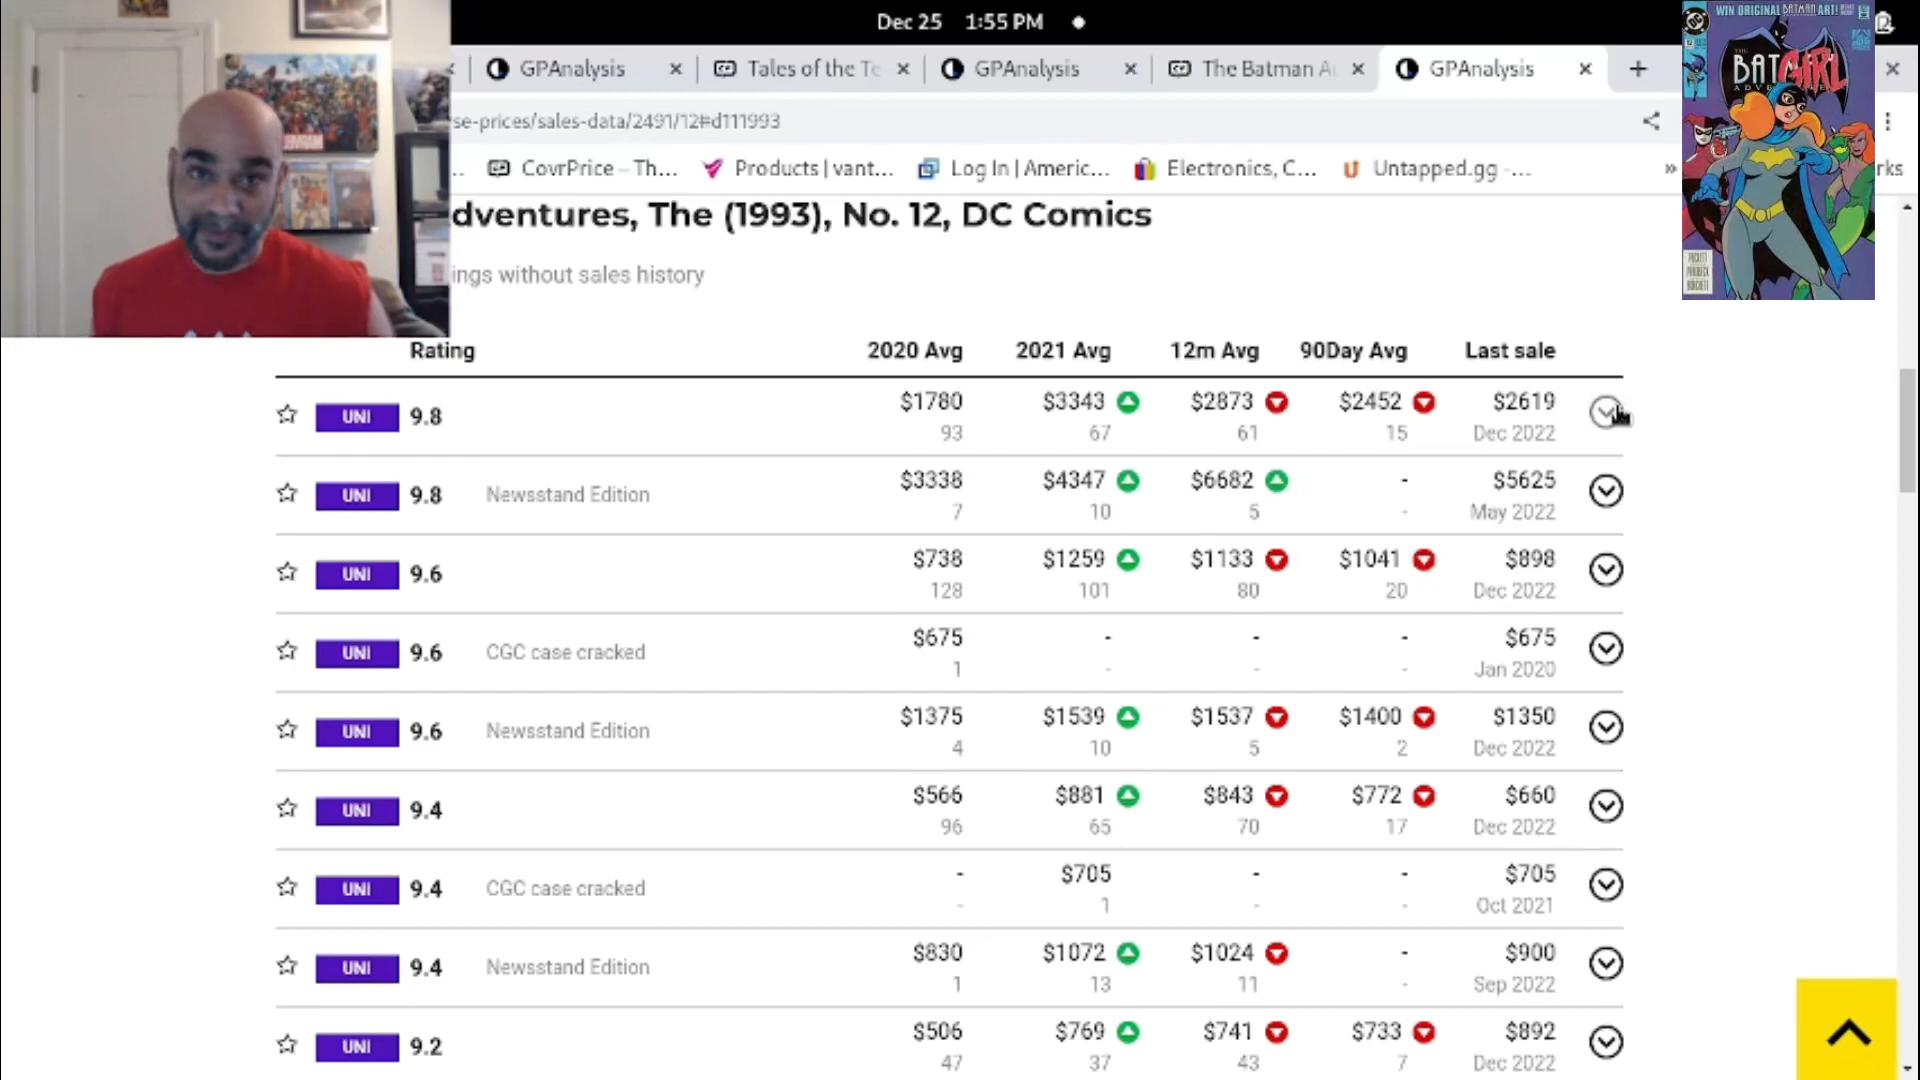 Dec 25 1:55 PM
GPAnalysis
Tales of the Te
GPAnalysis
The Batman A
GPAnalysis
se-prices/sales-data/2491/12#d111993
CovrPrice – Th...
Products | vant...
Log In | Americ...
Electronics, C...
Untapped.gg -...
»
rks
WIN ORIGINAL BATMAN ART!
DC
12
THE
BATGIRL
ADVE
PUCKETT
PAROBECK
BURCHETT
dventures, The (1993), No. 12, DC Comics
ings without sales history
Rating 2020 Avg 2021 Avg 12m Avg 90Day Avg Last sale
UNI 9.8 $1780 $3343 $2873 $2452 $2619
93 67 61 15 Dec 2022
UNI 9.8 Newsstand Edition $3338 $4347 $6682 - $5625
7 10 5 - May 2022
UNI 9.6 $738 $1259 $1133 $1041 $898
128 101 80 20 Dec 2022
UNI 9.6 CGC case cracked $675 - - - $675
1 - - - Jan 2020
UNI 9.6 Newsstand Edition $1375 $1539 $1537 $1400 $1350
4 10 5 2 Dec 2022
UNI 9.4 $566 $881 $843 $772 $660
96 65 70 17 Dec 2022
UNI 9.4 CGC case cracked - $705 - - $705
- 1 - - Oct 2021
UNI 9.4 Newsstand Edition $830 $1072 $1024 - $900
1 13 11 - Sep 2022
UNI 9.2 $506 $769 $741 $733 $892
47 37 43 7 Dec 2022